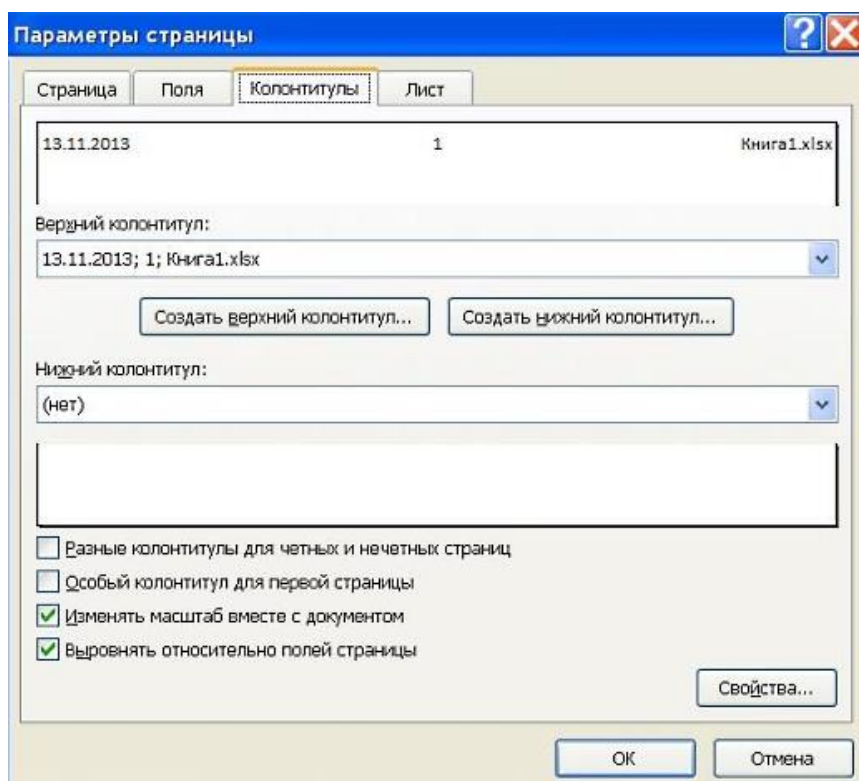 Параметры страницы
Страница Поля Колонтитулы Лист
13.11.2013 1 Книга1.xlsx
Верхний колонтитул:
13.11.2013; 1; Книга1.xlsx
Создать верхний колонтитул... Создать нижний колонтитул...
Нижний колонтитул:
(нет)
Разные колонтитулы для четных и нечетных страниц
Особый колонтитул для первой страницы
Изменять масштаб вместе с документом
Выровнять относительно полей страницы
Свойства...
ОК Отмена